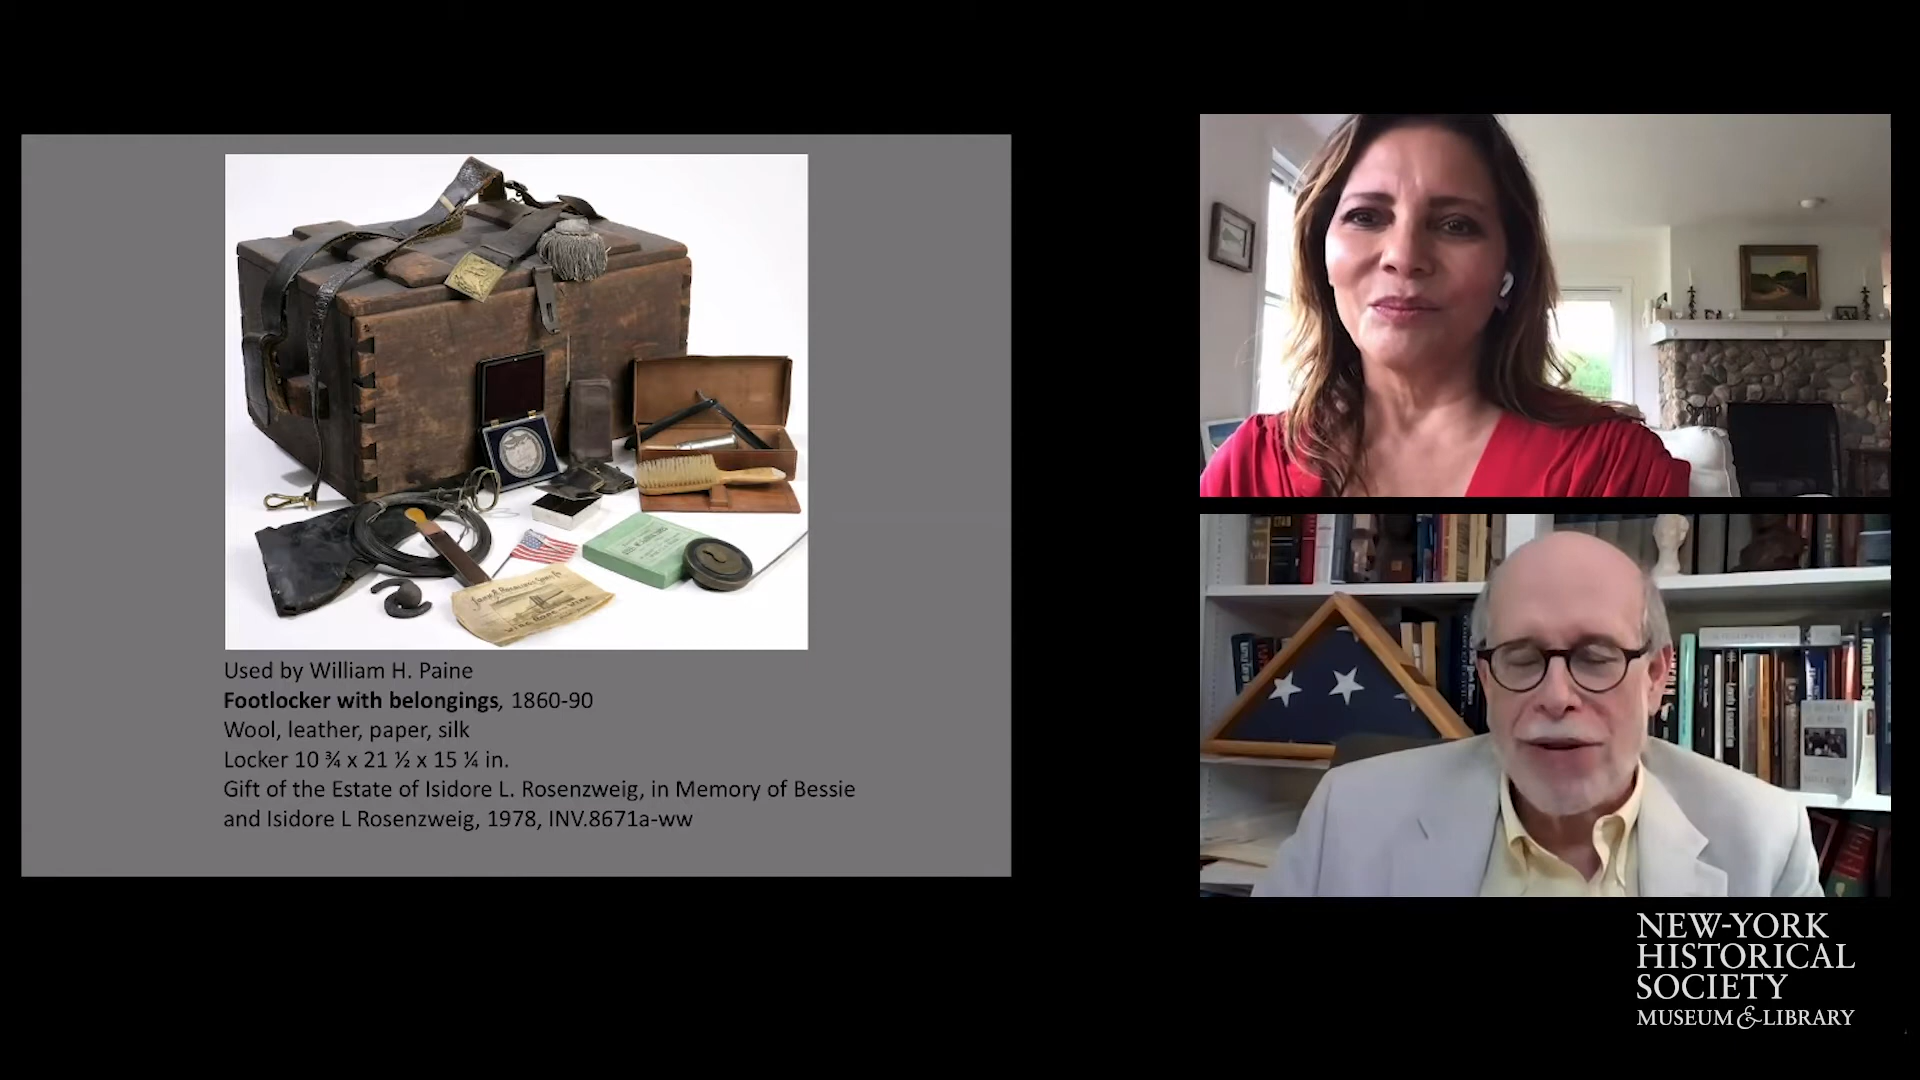 Used by William H. Paine
Footlocker with belongings, 1860-90
Wool, leather, paper, silk
Locker 10 ¾ x 21 ½ x 15 ¼ in.
Gift of the Estate of Isidore L. Rosenzweig, in Memory of Bessie
and Isidore L Rosenzweig, 1978, INV.8671a-ww
WIRE ROPE
NEW-YORK
HISTORICAL
SOCIETY
MUSEUM & LIBRARY